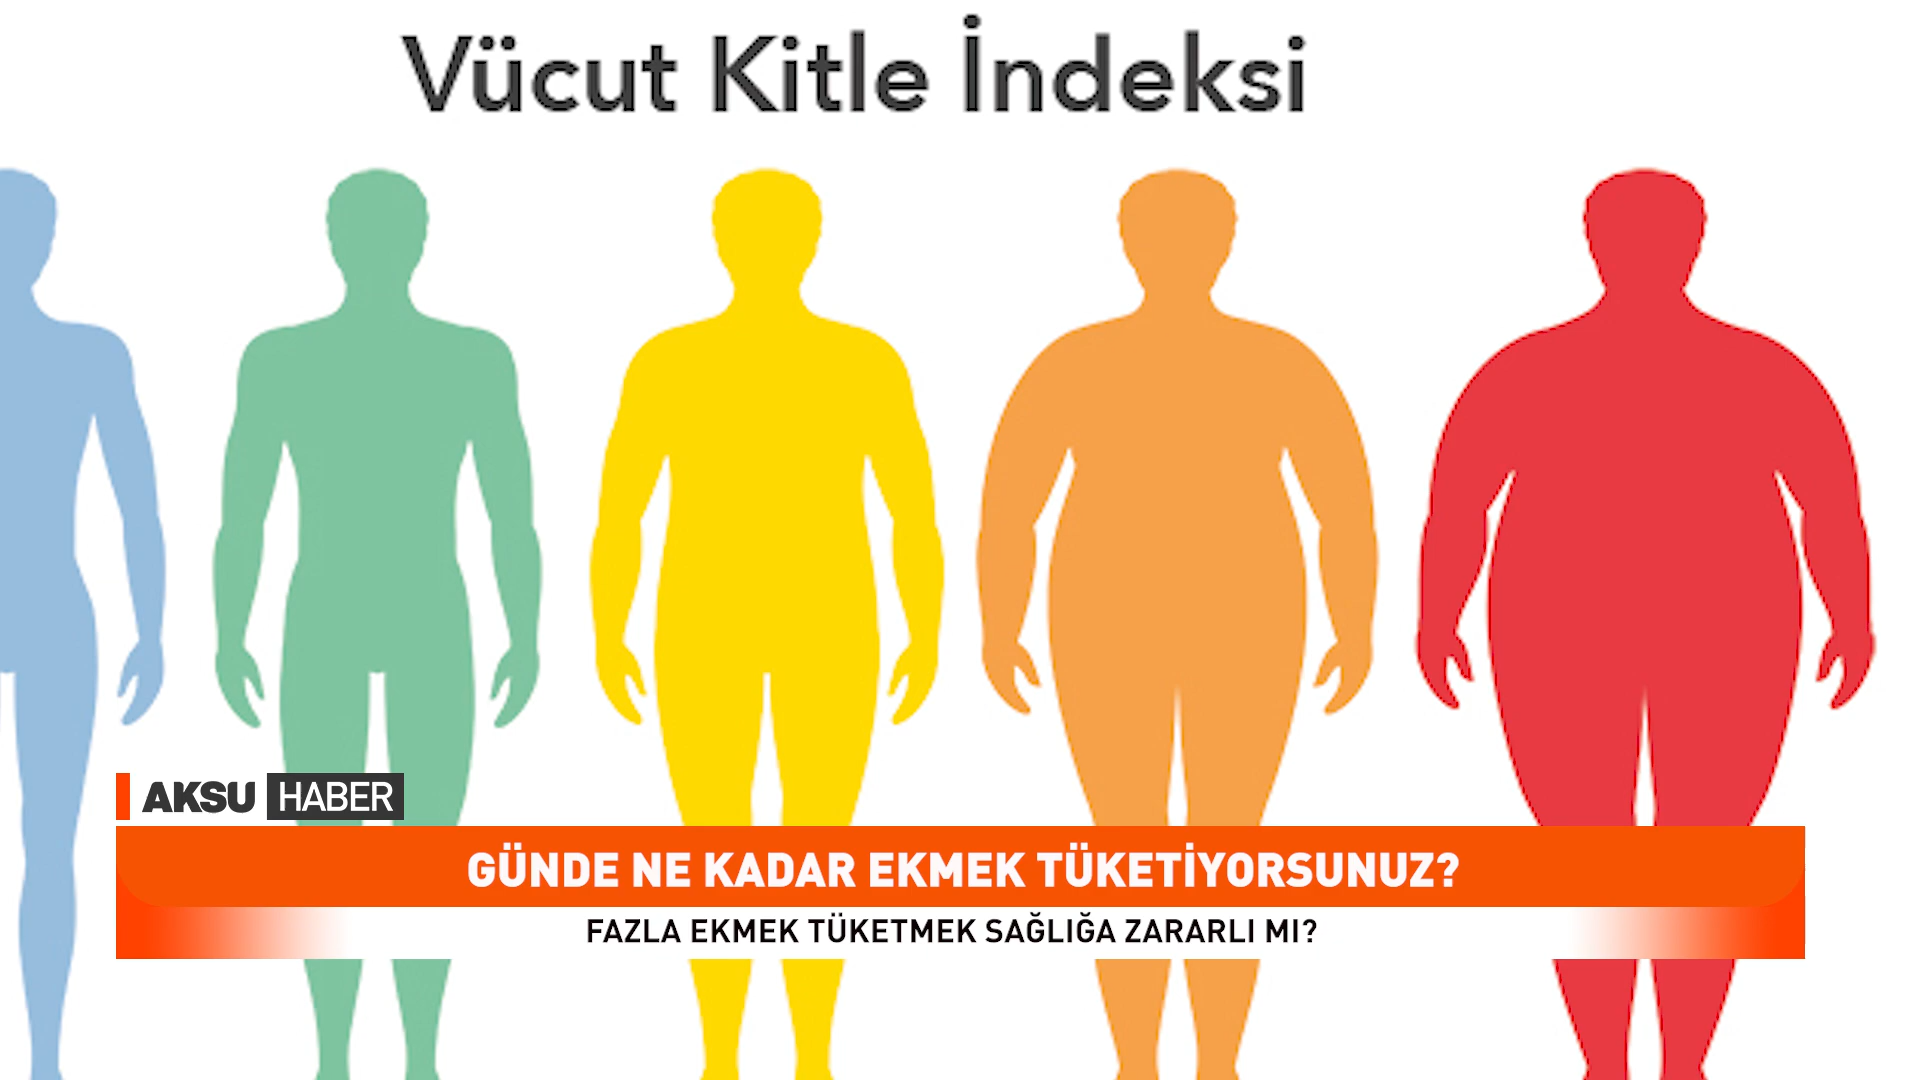 Vücut Kitle İndeksi
AKSU HABER
GÜNDE NE KADAR EKMEK TÜKETİYORSUNUZ?
FAZLA EKMEK TÜKETMEK SAĞLIĞA ZARARLI MI?